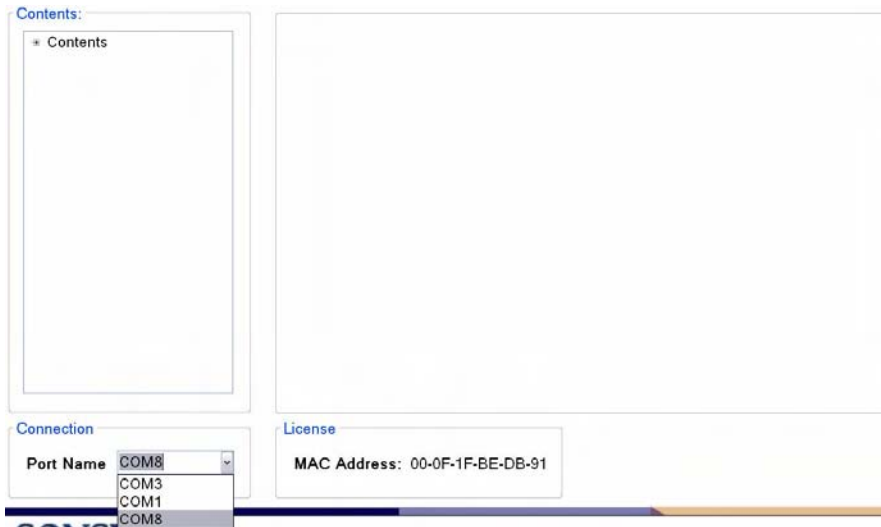 Contents:
Contents
Connection
Port Name COM8
COM3
COM1
COM8
License
MAC Address: 00-0F-1F-BE-DB-91